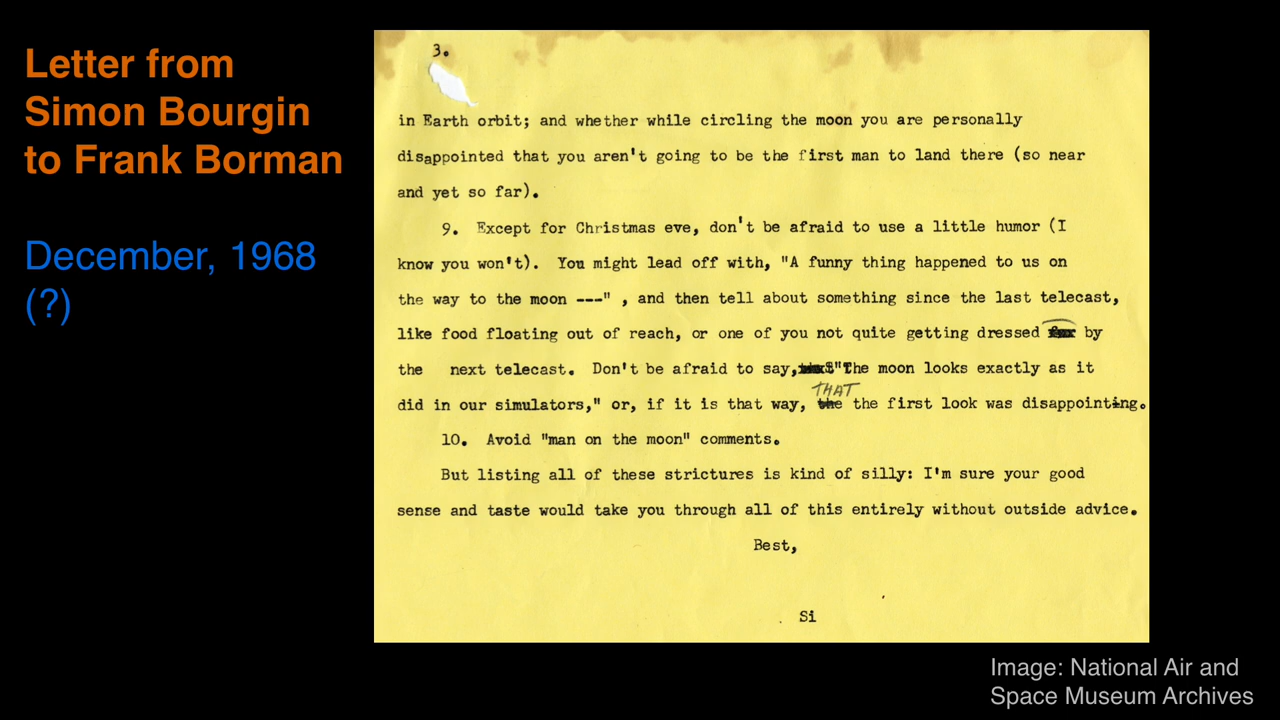 Letter from
Simon Bourgin
to Frank Borman
December, 1968
(?)
3.
in Earth orbit; and whether while circling the moon you are personally
disappointed that you aren't going to be the first man to land there (so near
and yet so far).
9. Except for Christmas eve, don't be afraid to use a little humor (I
know you won't). You might lead off with, "A funny thing happened to us on
the way to the moon ---" , and then tell about something since the last telecast,
like food floating out of reach, or one of you not quite getting dressed by
the next telecast. Don't be afraid to say, "The moon looks exactly as it
THAT
did in our simulators," or, if it is that way, the the first look was disappointing.
10. Avoid "man on the moon" comments.
But listing all of these strictures is kind of silly: I'm sure your good
sense and taste would take you through all of this entirely without outside advice.
Best,
Si
Image: National Air and
Space Museum Archives